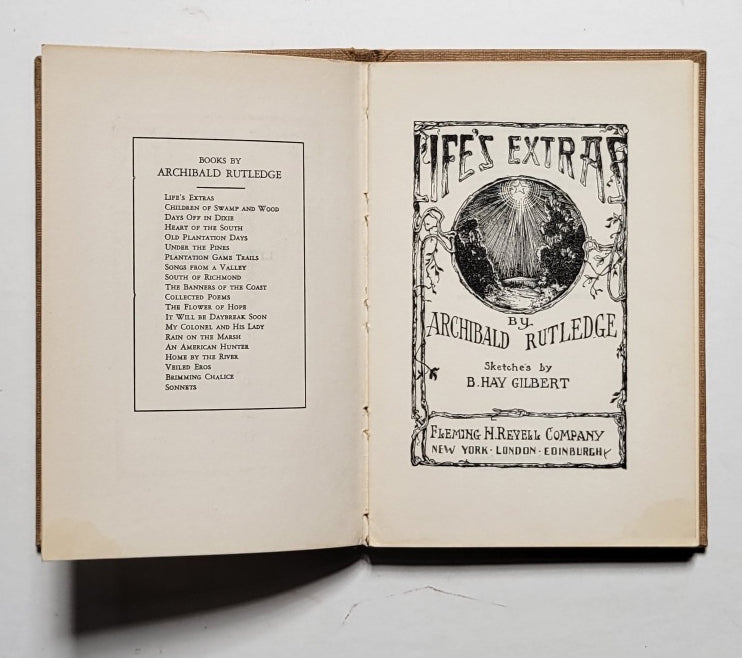 BOOKS BY
ARCHIBALD RUTLEDGE
LIFE'S EXTRAS
CHILDREN OF SWAMP AND WOOD
DAYS OFF IN DIXIE
HEART OF THE SOUTH
OLD PLANTATION DAYS
UNDER THE PINES
PLANTATION GAME TRAILS
SONGS FROM A VALLEY
SOUTH OF RICHMOND
THE BANNERS OF THE COAST
COLLECTED POEMS
THE FLOWER OF HOPE
IT WILL BE DAYBREAK SOON
MY COLONEL AND HIS LADY
RAIN ON THE MARSH
AN AMERICAN HUNTER
HOME BY THE RIVER
VEILED EROS
BRIMMING CHALICE
SONNETS
LIFE'S EXTRAS
BY
ARCHIBALD RUTLEDGE
Sketches by
B. HAY GILBERT
FLEMING H. REVELL COMPANY
NEW YORK · LONDON · EDINBURGH